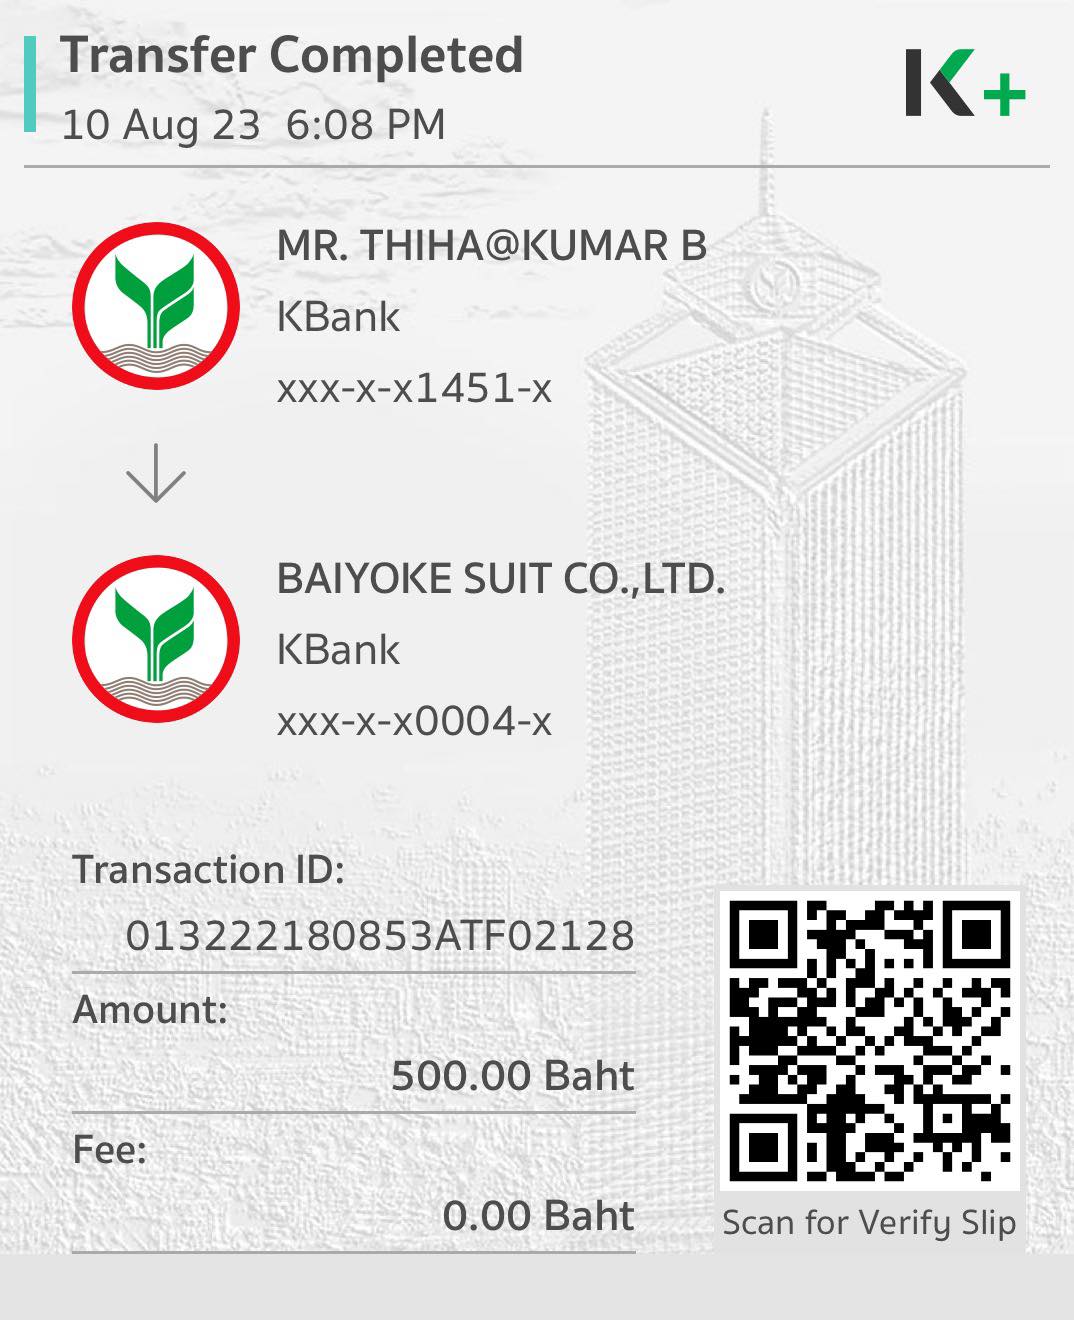 Transfer Completed
10 Aug 23 6:08 PM
K+
MR. THIHA@KUMAR B
KBank
xxx-x-x1451-x
BAIYOKE SUIT CO.,LTD.
KBank
xxx-x-x0004-x
Transaction ID:
013222180853ATF02128
Amount:
500.00 Baht
Fee:
0.00 Baht
Scan for Verify Slip